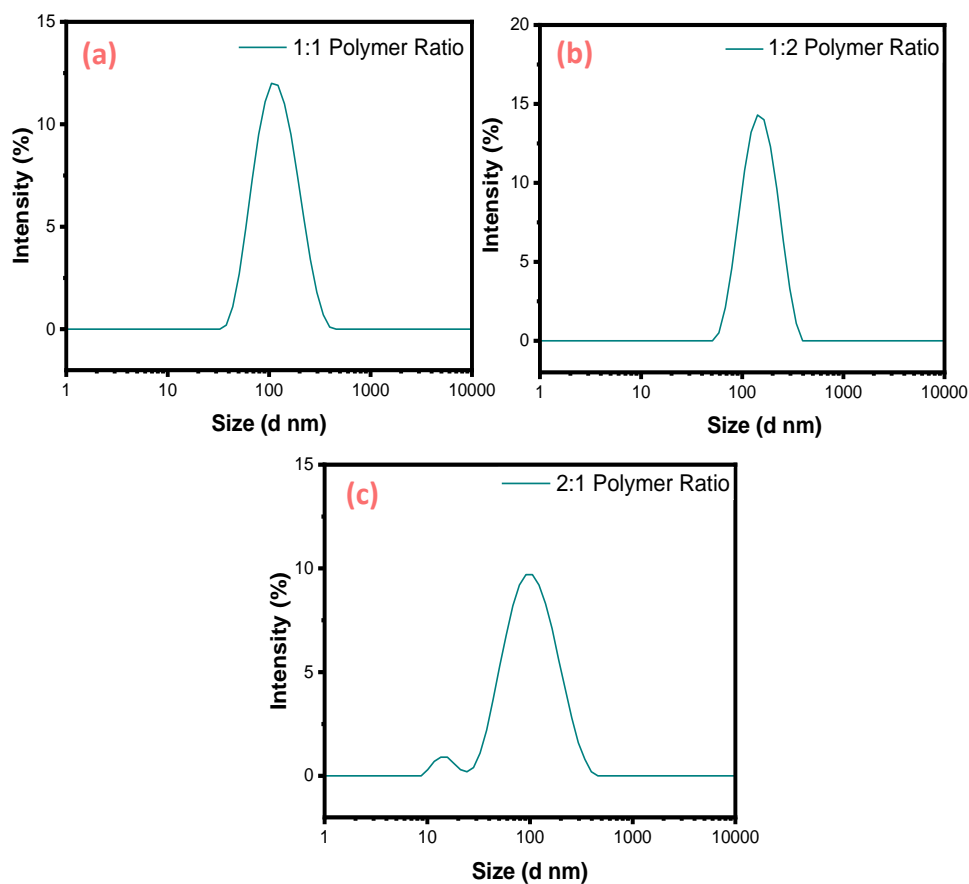 (a)
1:1 Polymer Ratio
15
10
5
0
Intensity (%)
1 10 100 1000 10000
Size (d nm)
(b)
1:2 Polymer Ratio
20
15
10
5
0
Intensity (%)
1 10 100 1000 10000
Size (d nm)
(c)
2:1 Polymer Ratio
15
10
5
0
Intensity (%)
1 10 100 1000 10000
Size (d nm)